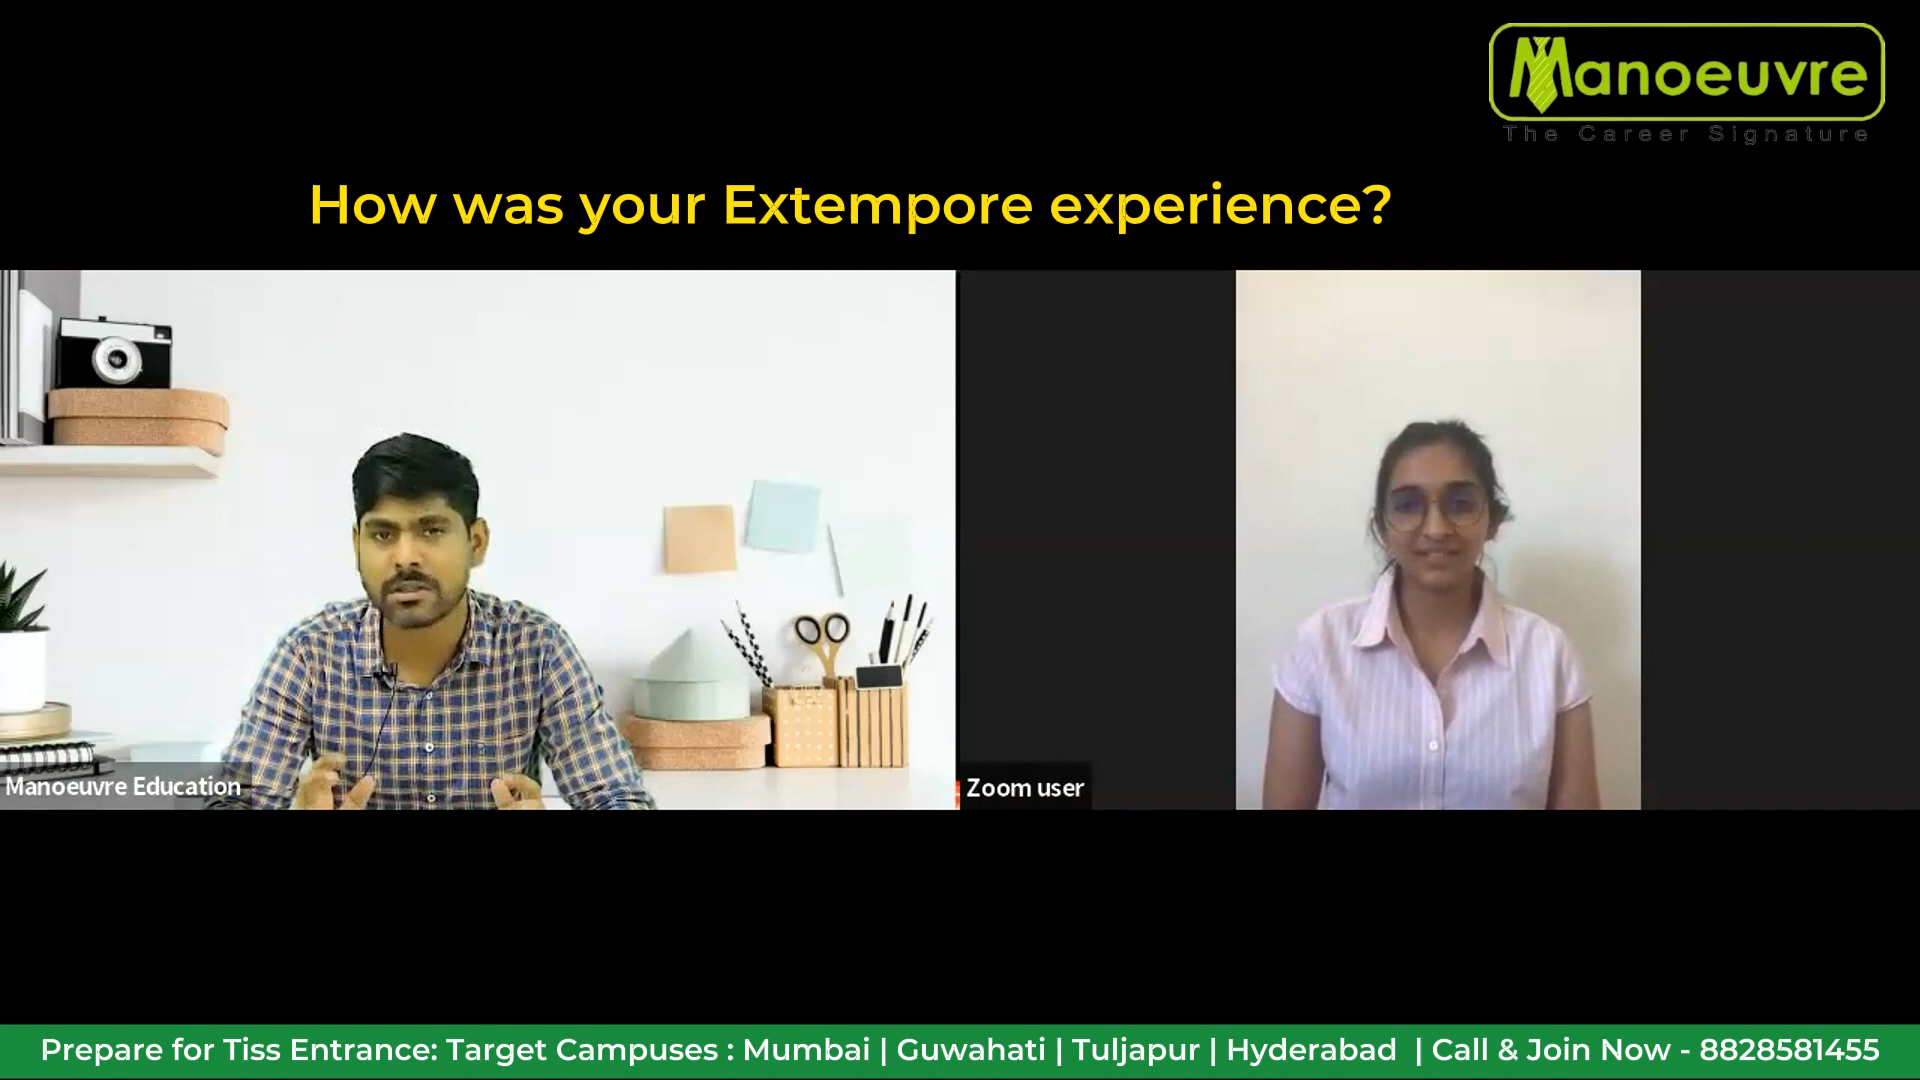 Manoeuvre
The Career Signature
How was your Extempore experience?
Manoeuvre Education
Zoom user
Prepare for Tiss Entrance: Target Campuses : Mumbai | Guwahati | Tuljapur | Hyderabad | Call & Join Now - 8828581455